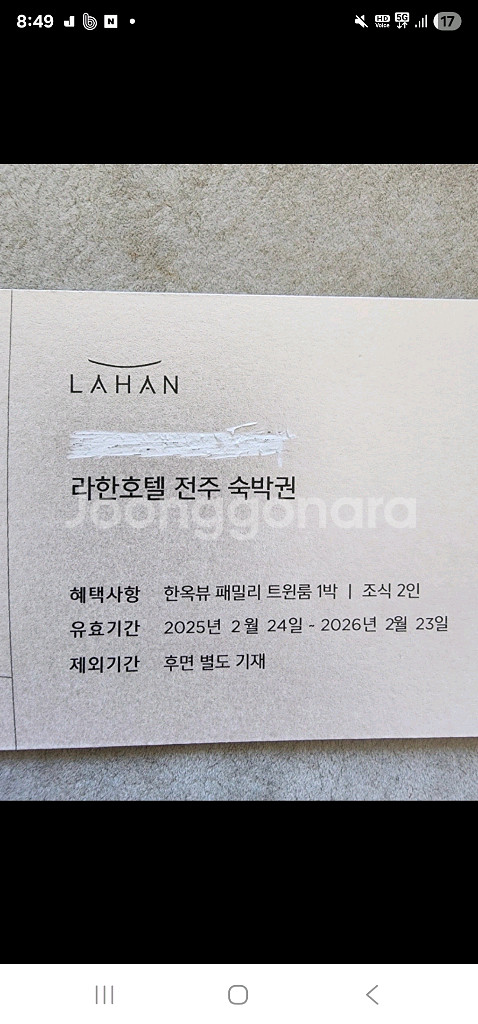 8:49
HD Voice
5G
17
LAHAN
라한호텔 전주 숙박권
Joonggonara
혜택사항 한옥뷰 패밀리 트윈룸 1박 | 조식 2인
유효기간 2025년 2월 24일 - 2026년 2월 23일
제외기간 후면 별도 기재